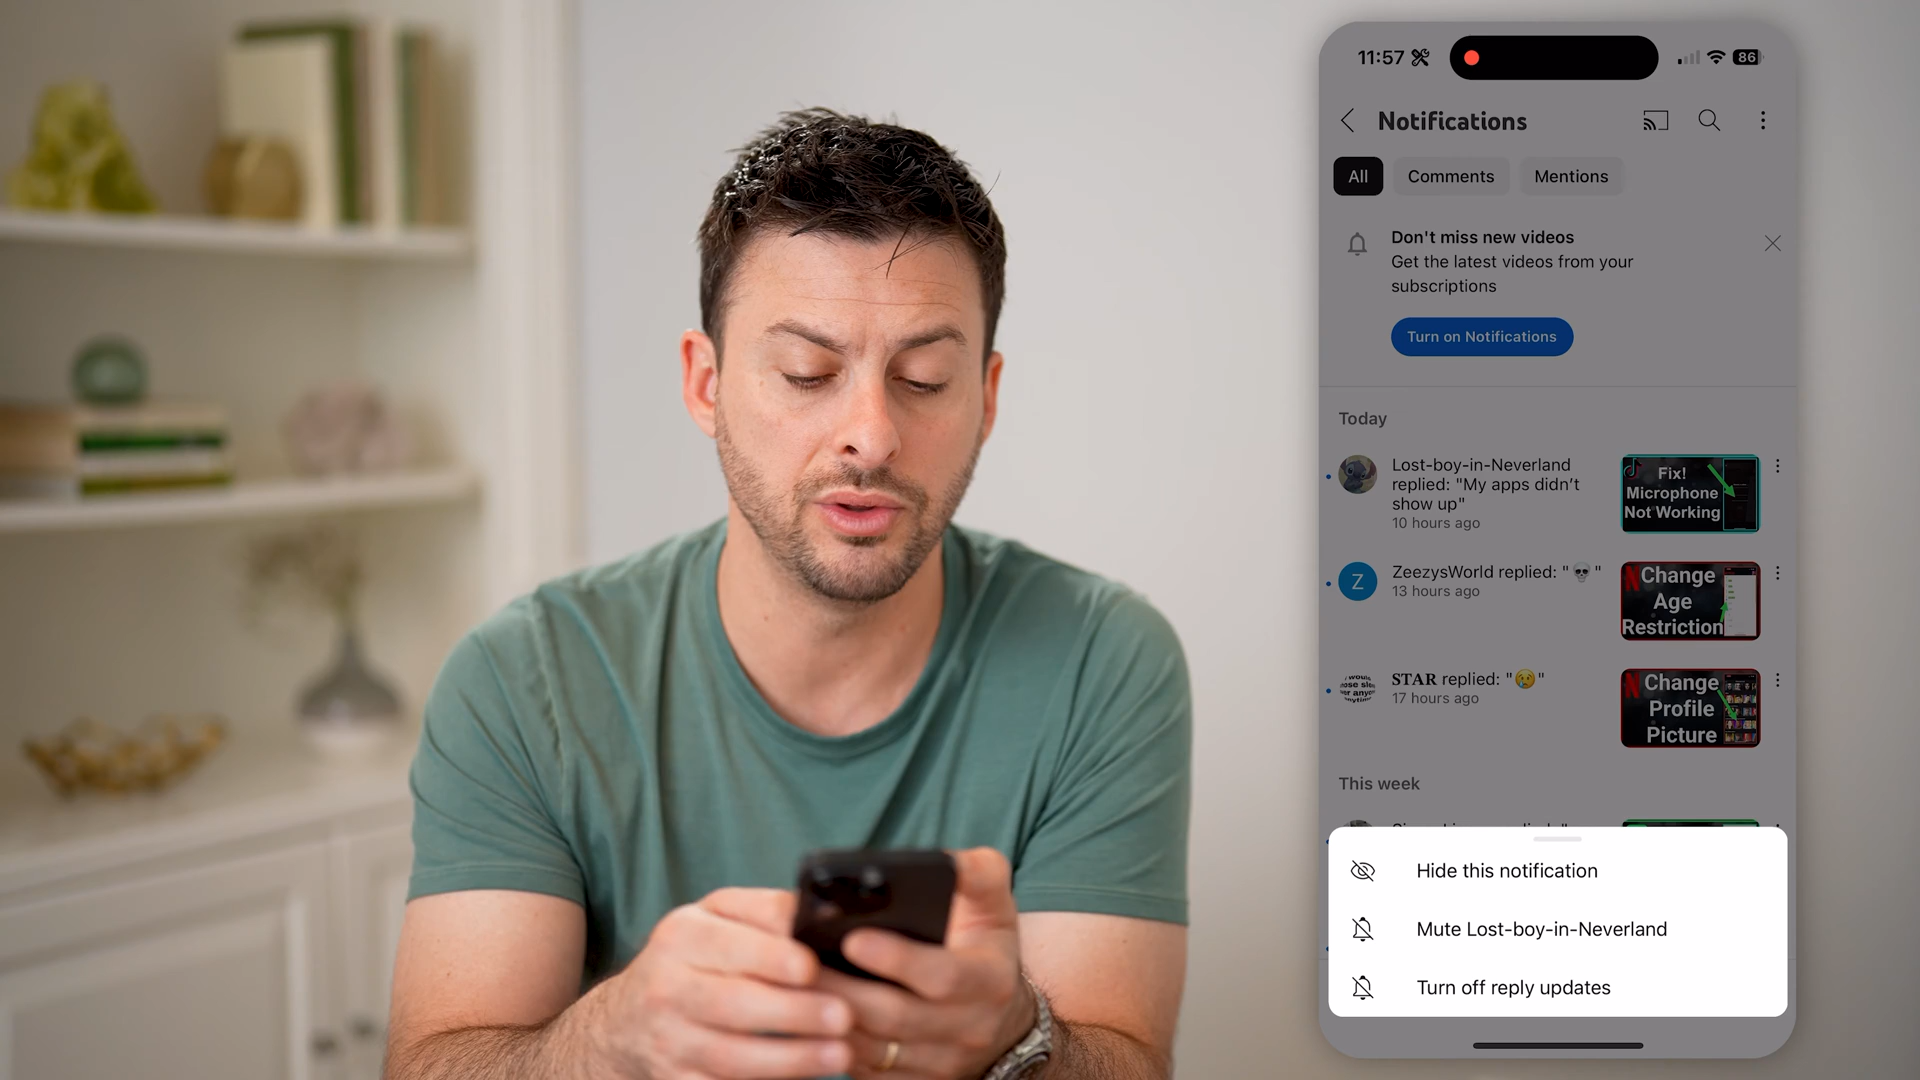 11:57
86
Notifications
All
Comments
Mentions
Don't miss new videos
Get the latest videos from your
subscriptions
Turn on Notifications
Today
Lost-boy-in-Neverland
replied: "My apps didn't
show up"
10 hours ago
Fix!
Microphone
Not Working
Z
ZeezysWorld replied: "💀"
13 hours ago
Change
Age
Restriction
STAR replied: "😢"
17 hours ago
Change
Profile
Picture
This week
Hide this notification
Mute Lost-boy-in-Neverland
Turn off reply updates